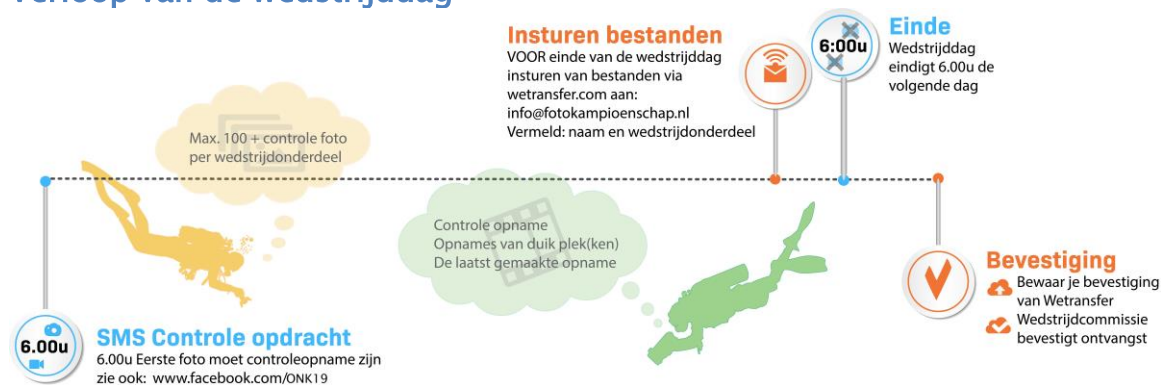 Verloop van de wedstrijddag
Insturen bestanden
VOOR einde van de wedstrijddag
insturen van bestanden via
wetransfer.com aan:
info@fotokampioenschap.nl
Vermeld: naam en wedstrijdonderdeel
6:00u
Einde
Wedstrijddag
eindigt 6.00u de
volgende dag
Max. 100 + controle foto
per wedstrijdonderdeel
Controle opname
Opnames van duik plek(ken)
De laatst gemaakte opname
Bevestiging
Bewaar je bevestiging
van Wetransfer
Wedstrijdcommissie
bevestigt ontvangst
6.00u
SMS Controle opdracht
6.00u Eerste foto moet controleopname zijn
zie ook: www.facebook.com/ONK19